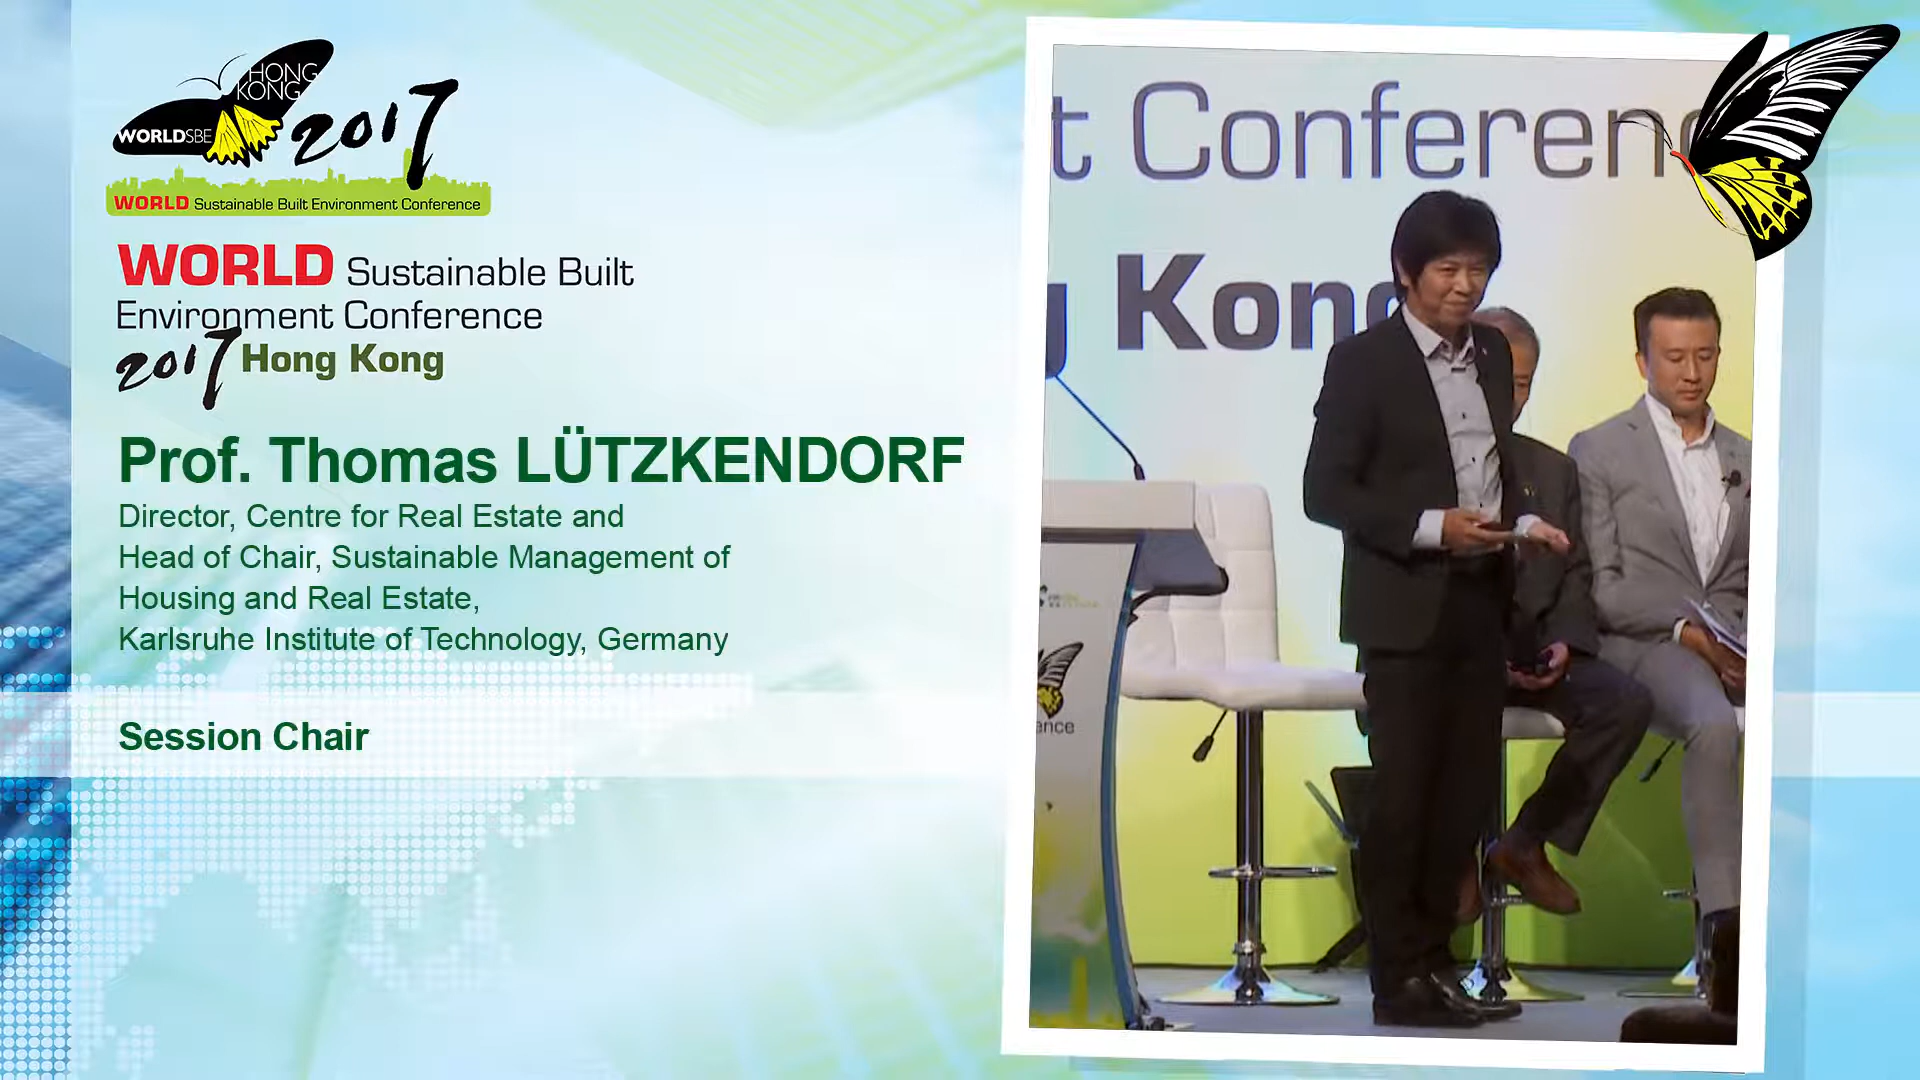 HONG
KONG
WORLDSBE
2017
WORLD Sustainable Built Environment Conference
WORLD Sustainable Built
Environment Conference
2017 Hong Kong
Prof. Thomas LÜTZKENDORF
Director, Centre for Real Estate and
Head of Chair, Sustainable Management of
Housing and Real Estate,
Karlsruhe Institute of Technology, Germany
Session Chair
t Conferenc
g Kong
ence